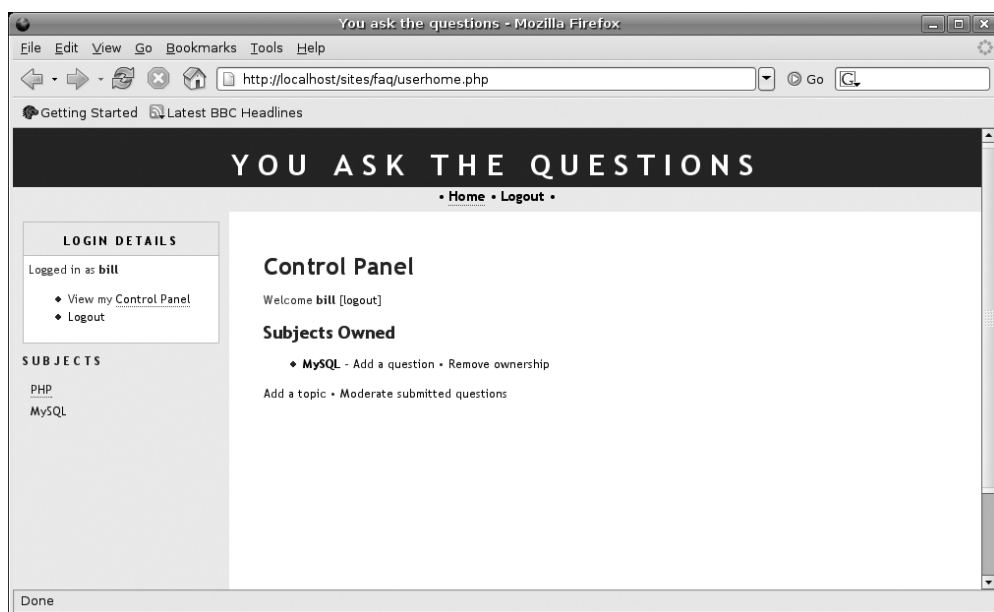 You ask the questions - Mozilla Firefox
File Edit View Go Bookmarks Tools Help
http://localhost/sites/faq/userhome.php
Go
G
Getting Started Latest BBC Headlines
YOU ASK THE QUESTIONS
• Home • Logout •
LOGIN DETAILS
Logged in as bill
View my Control Panel
Logout
SUBJECTS
PHP
MySQL
Control Panel
Welcome bill [logout]
Subjects Owned
MySQL - Add a question • Remove ownership
Add a topic • Moderate submitted questions
Done